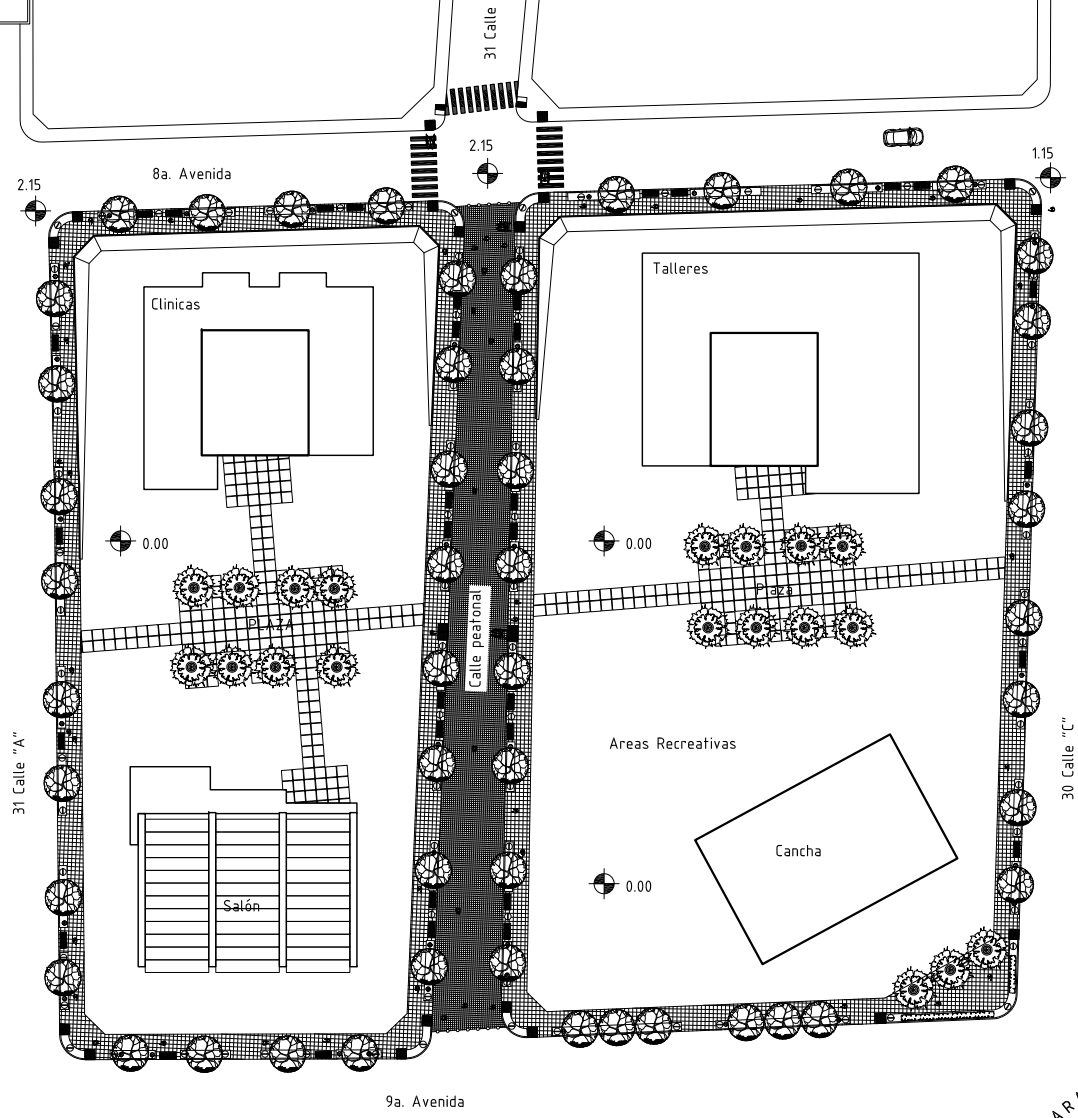 31 Calle
2.15
8a. Avenida
1.15
2.15
Talleres
Clinicas
0.00
0.00
Plaza
PLAZA
Calle peatonal
Areas Recreativas
31 Calle "A"
30 Calle "C"
Cancha
0.00
Salón
9a. Avenida